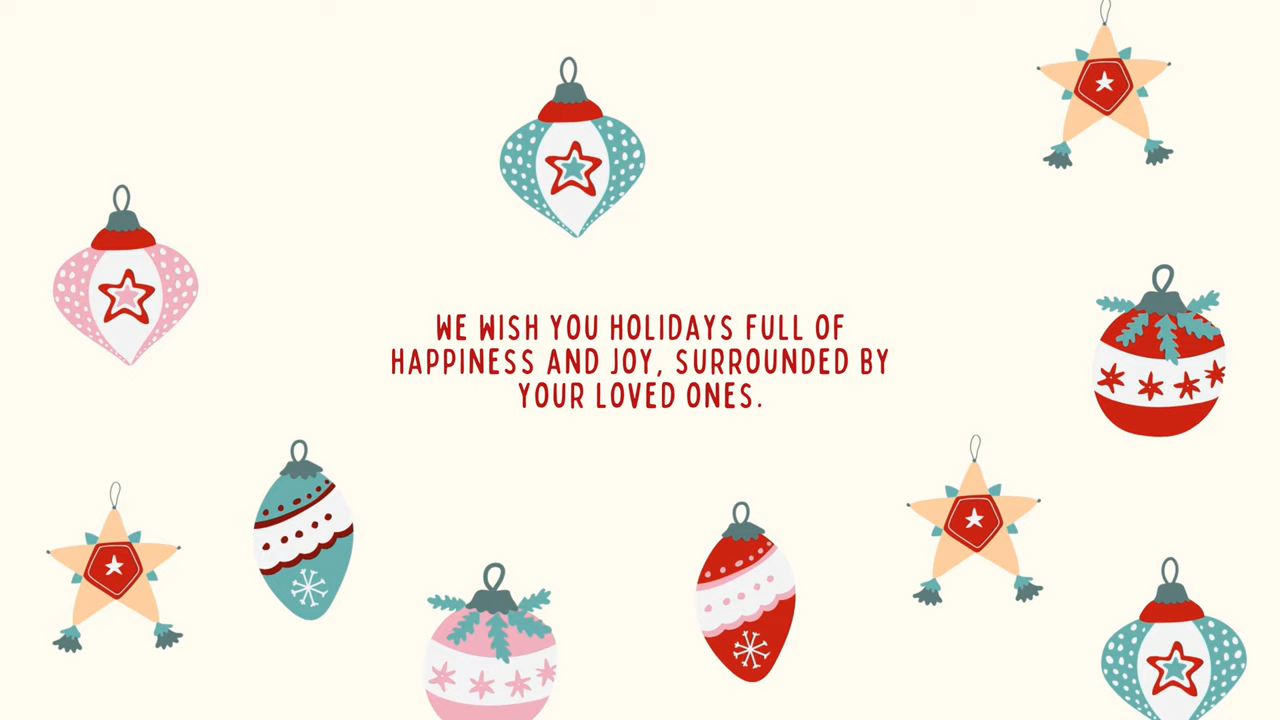 WE WISH YOU HOLIDAYS FULL OF
HAPPINESS AND JOY, SURROUNDED BY
YOUR LOVED ONES.